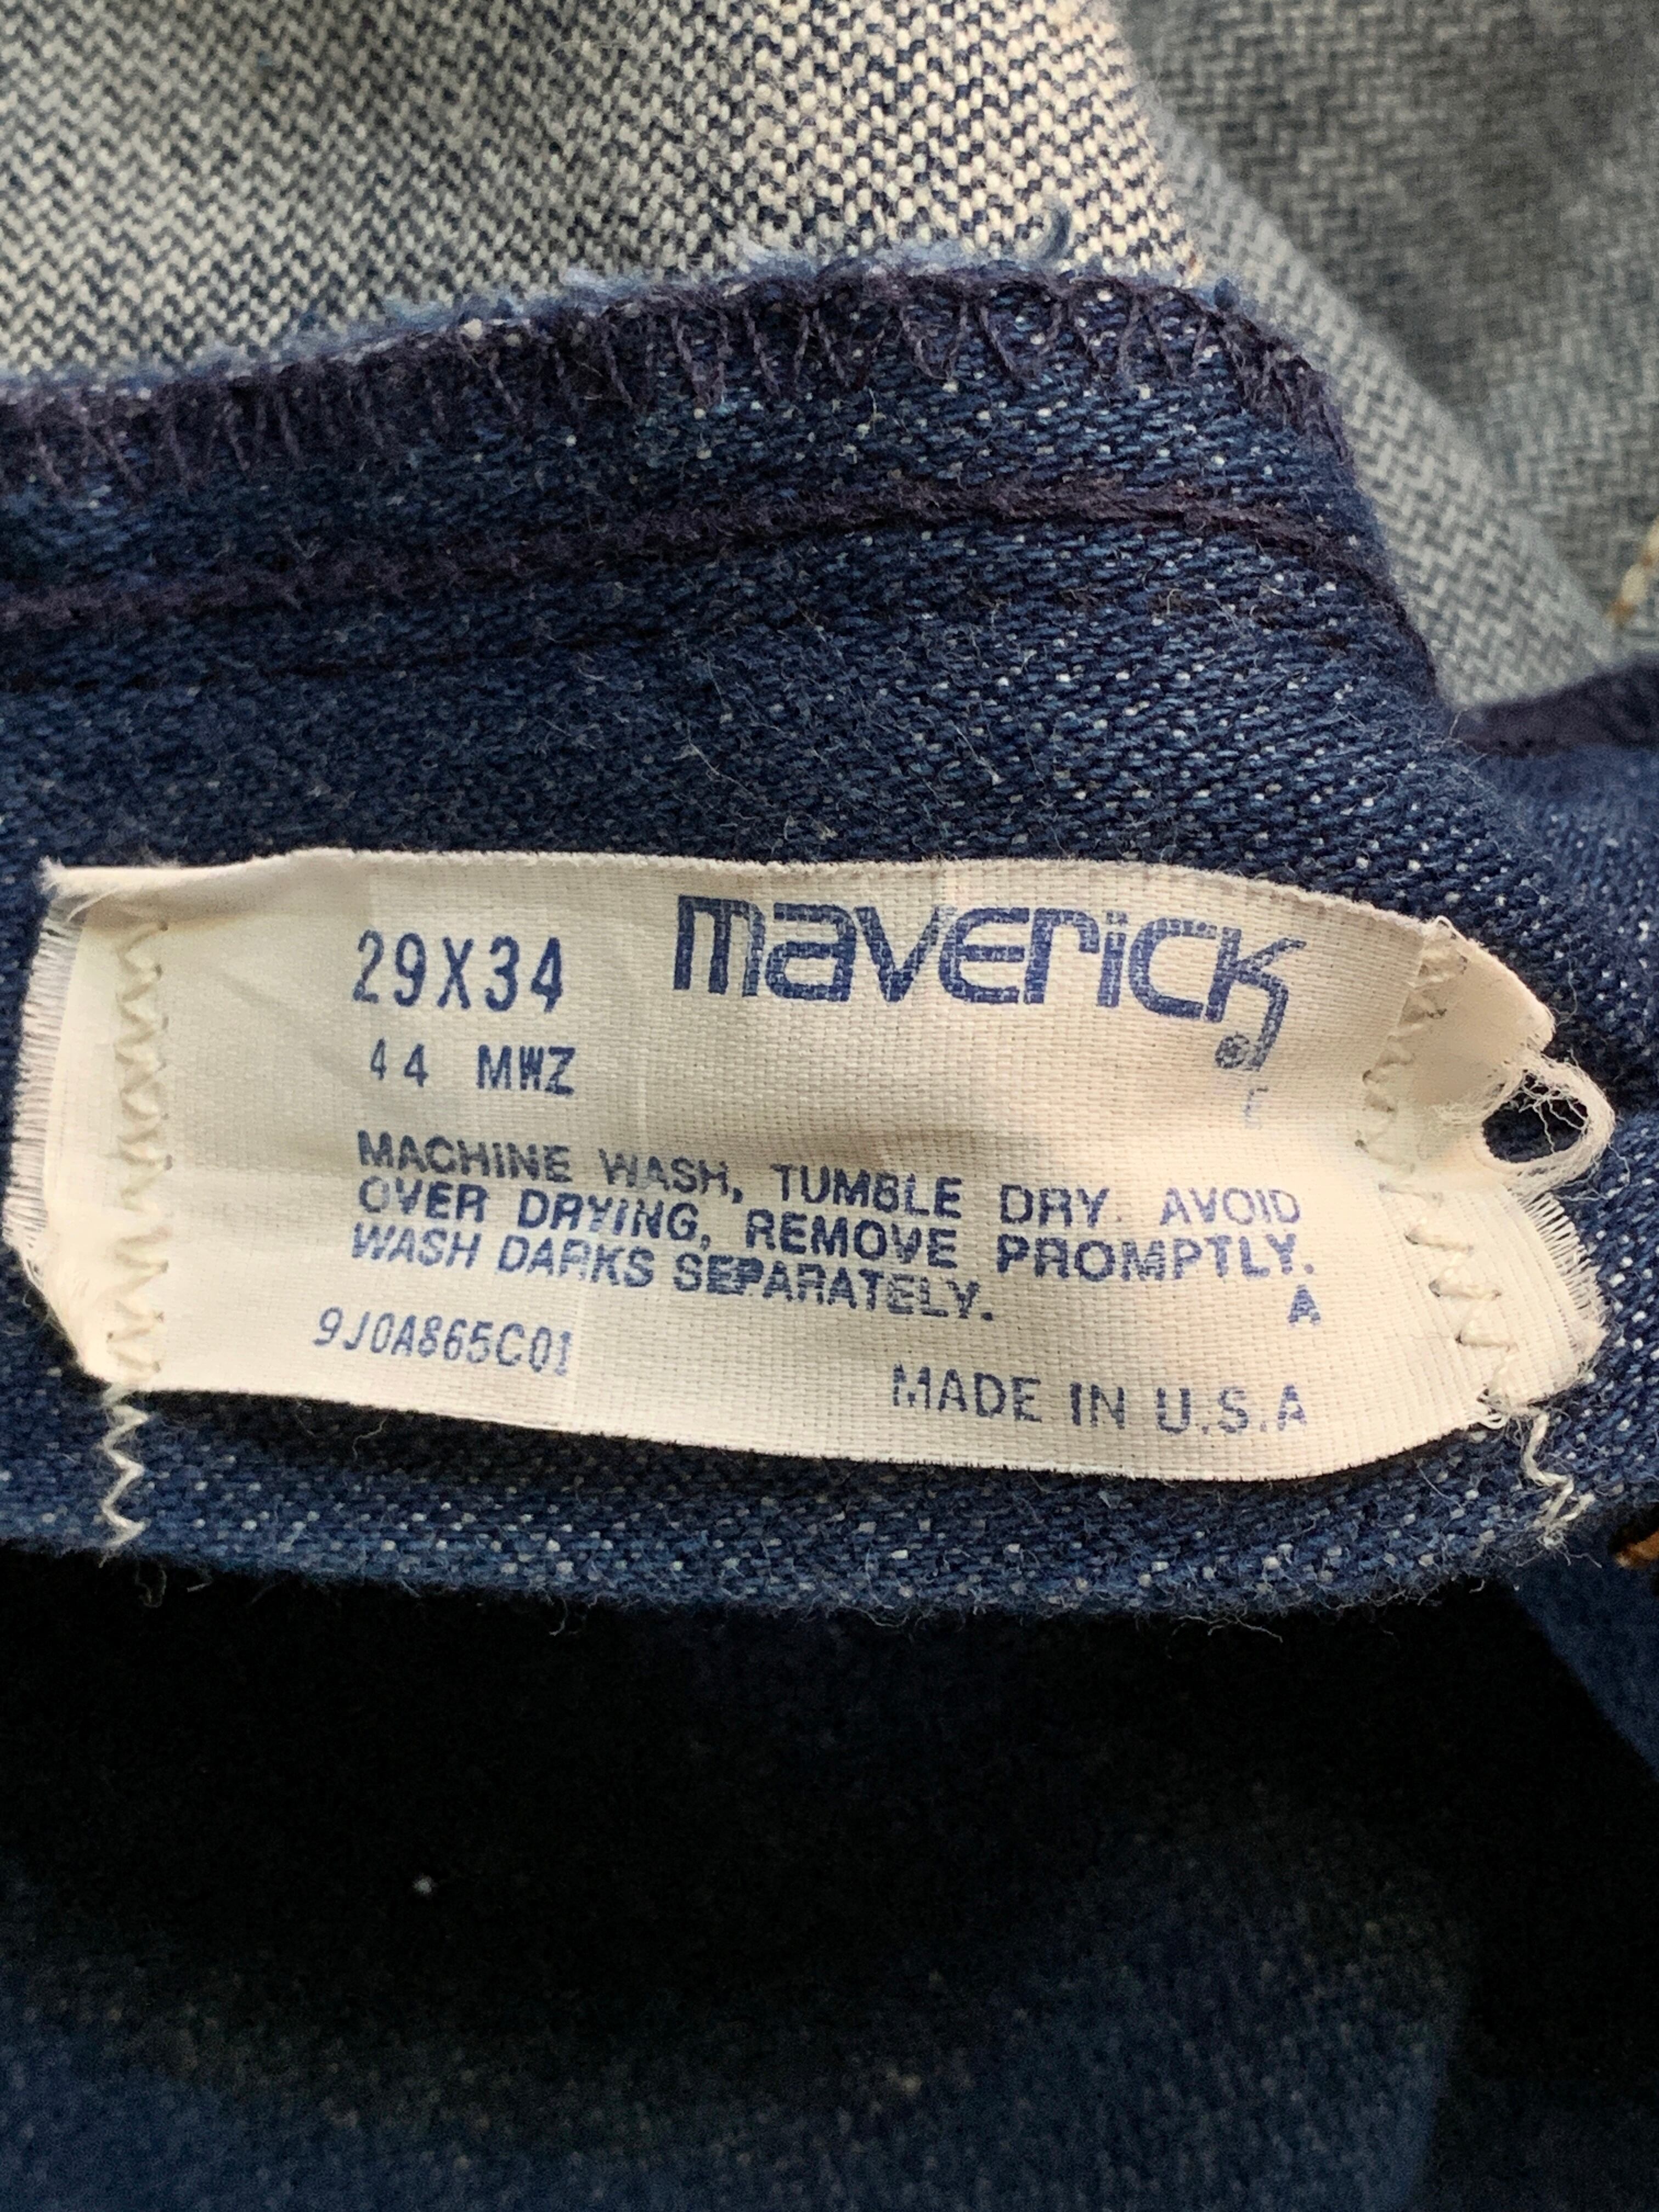 29X34 maverick ®
44 MWZ
MACHINE WASH, TUMBLE DRY. AVOID
OVER DRYING, REMOVE PROMPTLY.
WASH DARKS SEPARATELY. A
9J0A865C01
MADE IN U.S.A